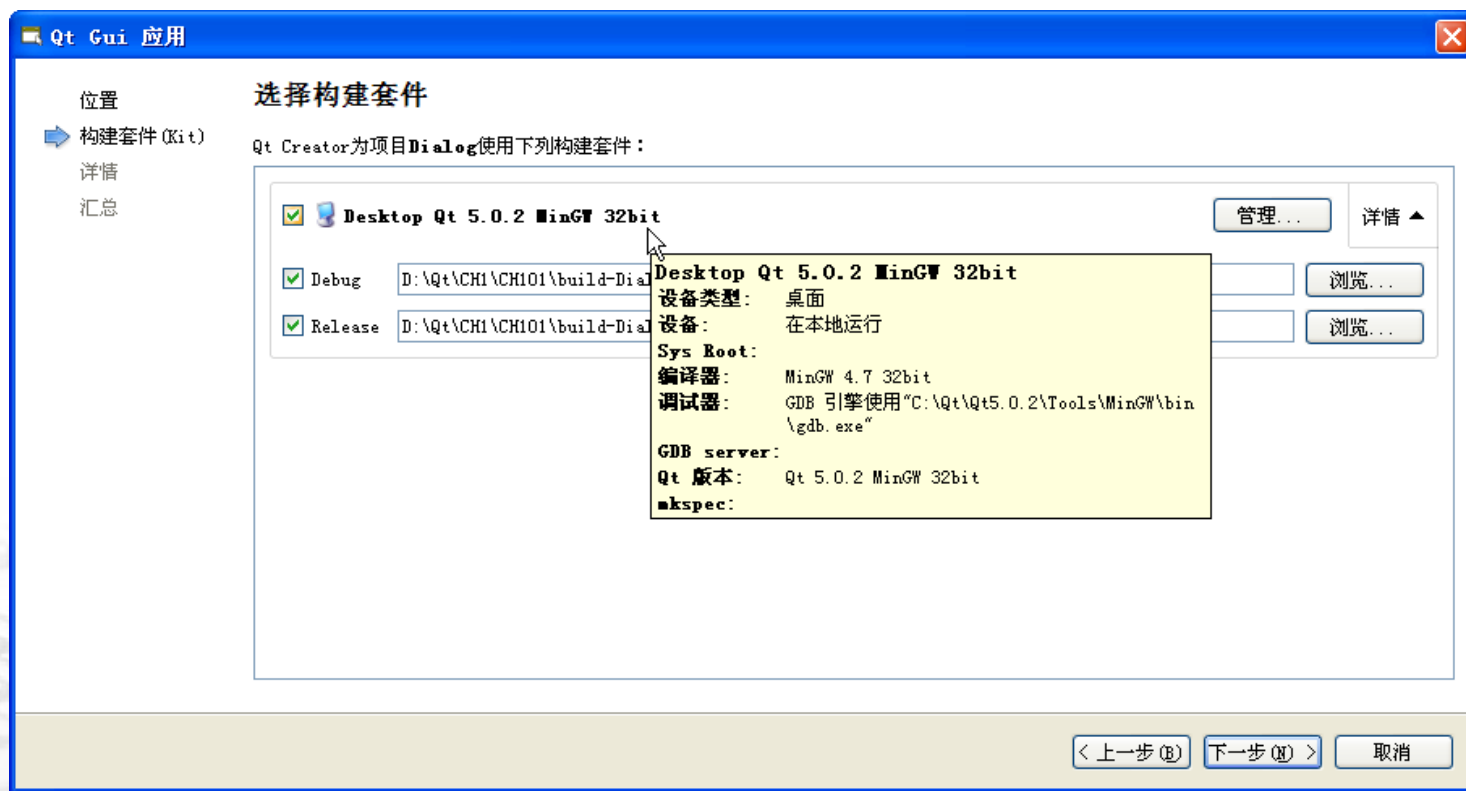 Qt Gui 应用
位置
构建套件(Kit)
详情
汇总
选择构建套件
Qt Creator为项目Dialog使用下列构建套件：
Desktop Qt 5.0.2 MinGW 32bit
管理...
详情
Debug
D:\Qt\CH1\CH101\build-Dial
浏览...
Release
D:\Qt\CH1\CH101\build-Dial
浏览...
Desktop Qt 5.0.2 MinGW 32bit
设备类型: 桌面
设备: 在本地运行
Sys Root:
编译器: MinGW 4.7 32bit
调试器: GDB 引擎使用“C:\Qt\Qt5.0.2\Tools\MinGW\bin
\gdb.exe“
GDB server:
Qt 版本: Qt 5.0.2 MinGW 32bit
mkspec:
< 上一步(B)
下一步(N) >
取消